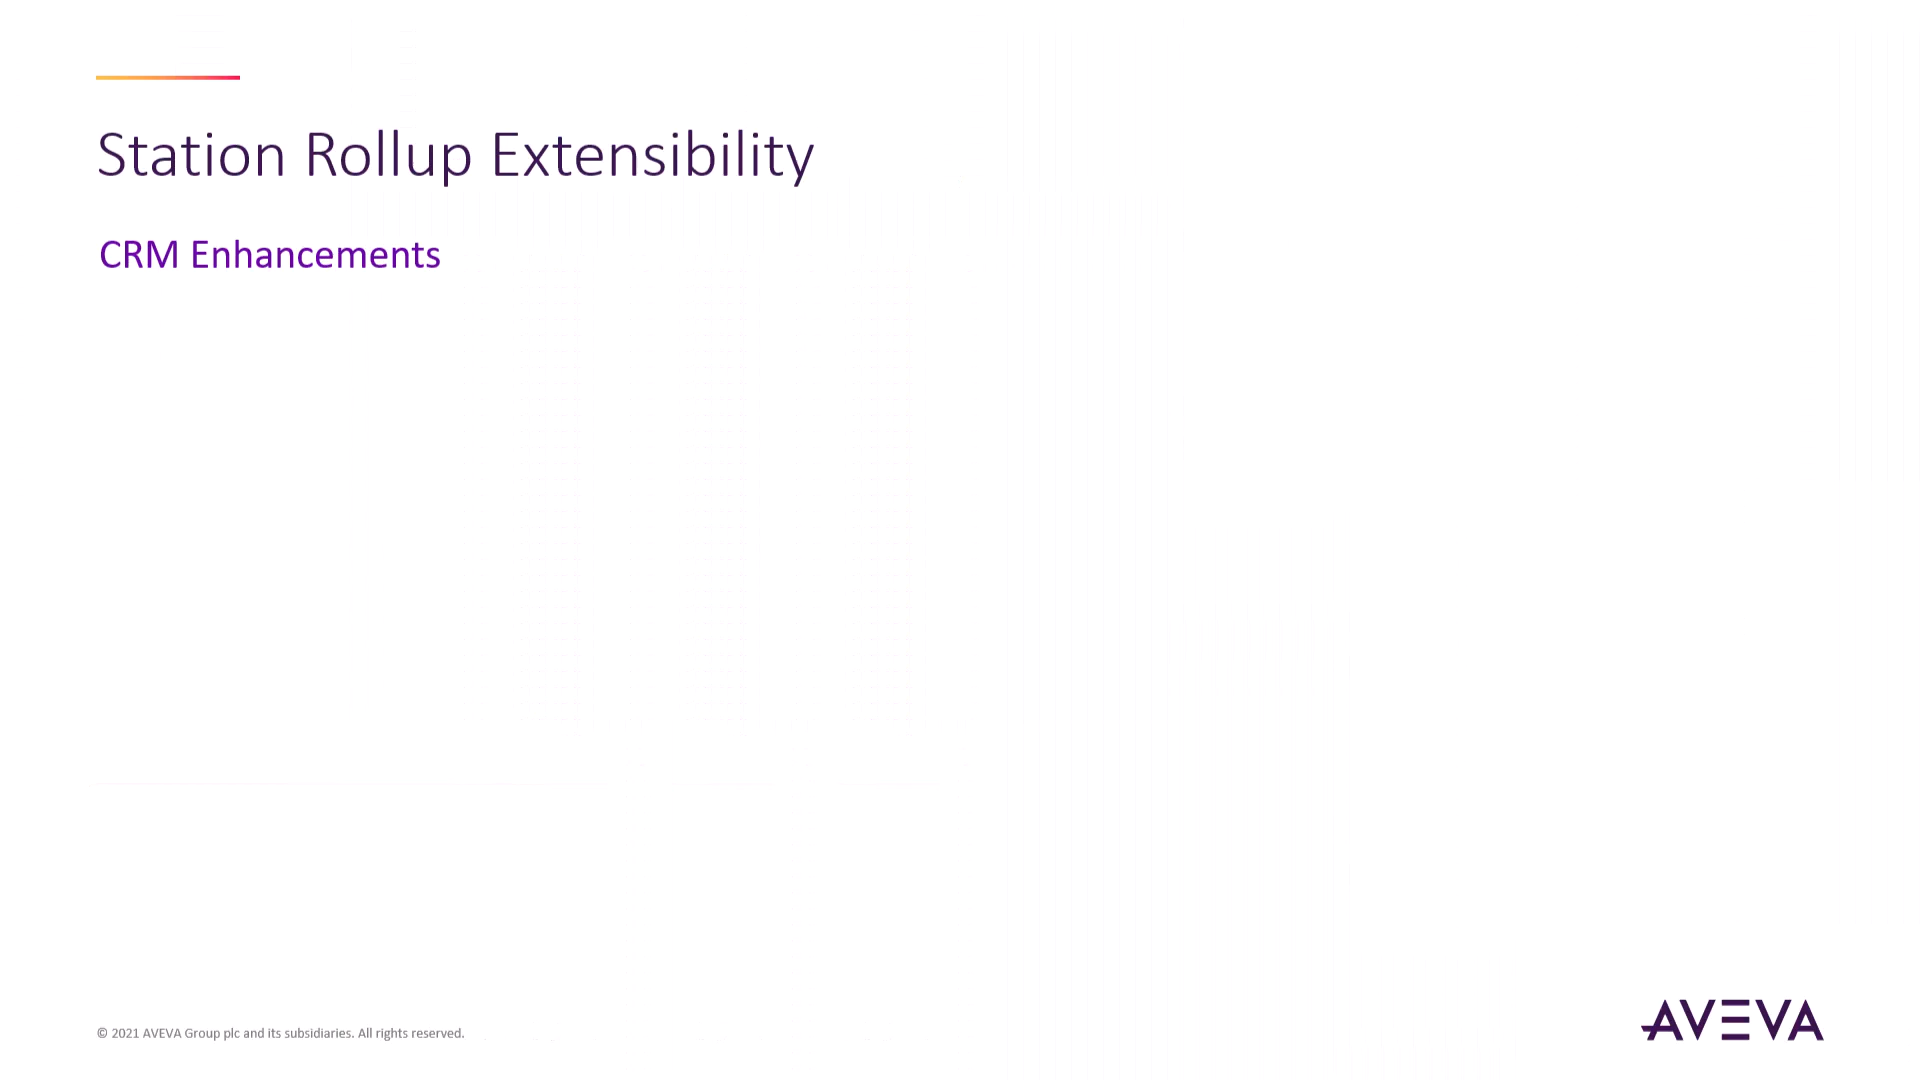 Station Rollup Extensibility
CRM Enhancements
© 2021 AVEVA Group plc and its subsidiaries. All rights reserved.
AVEVA